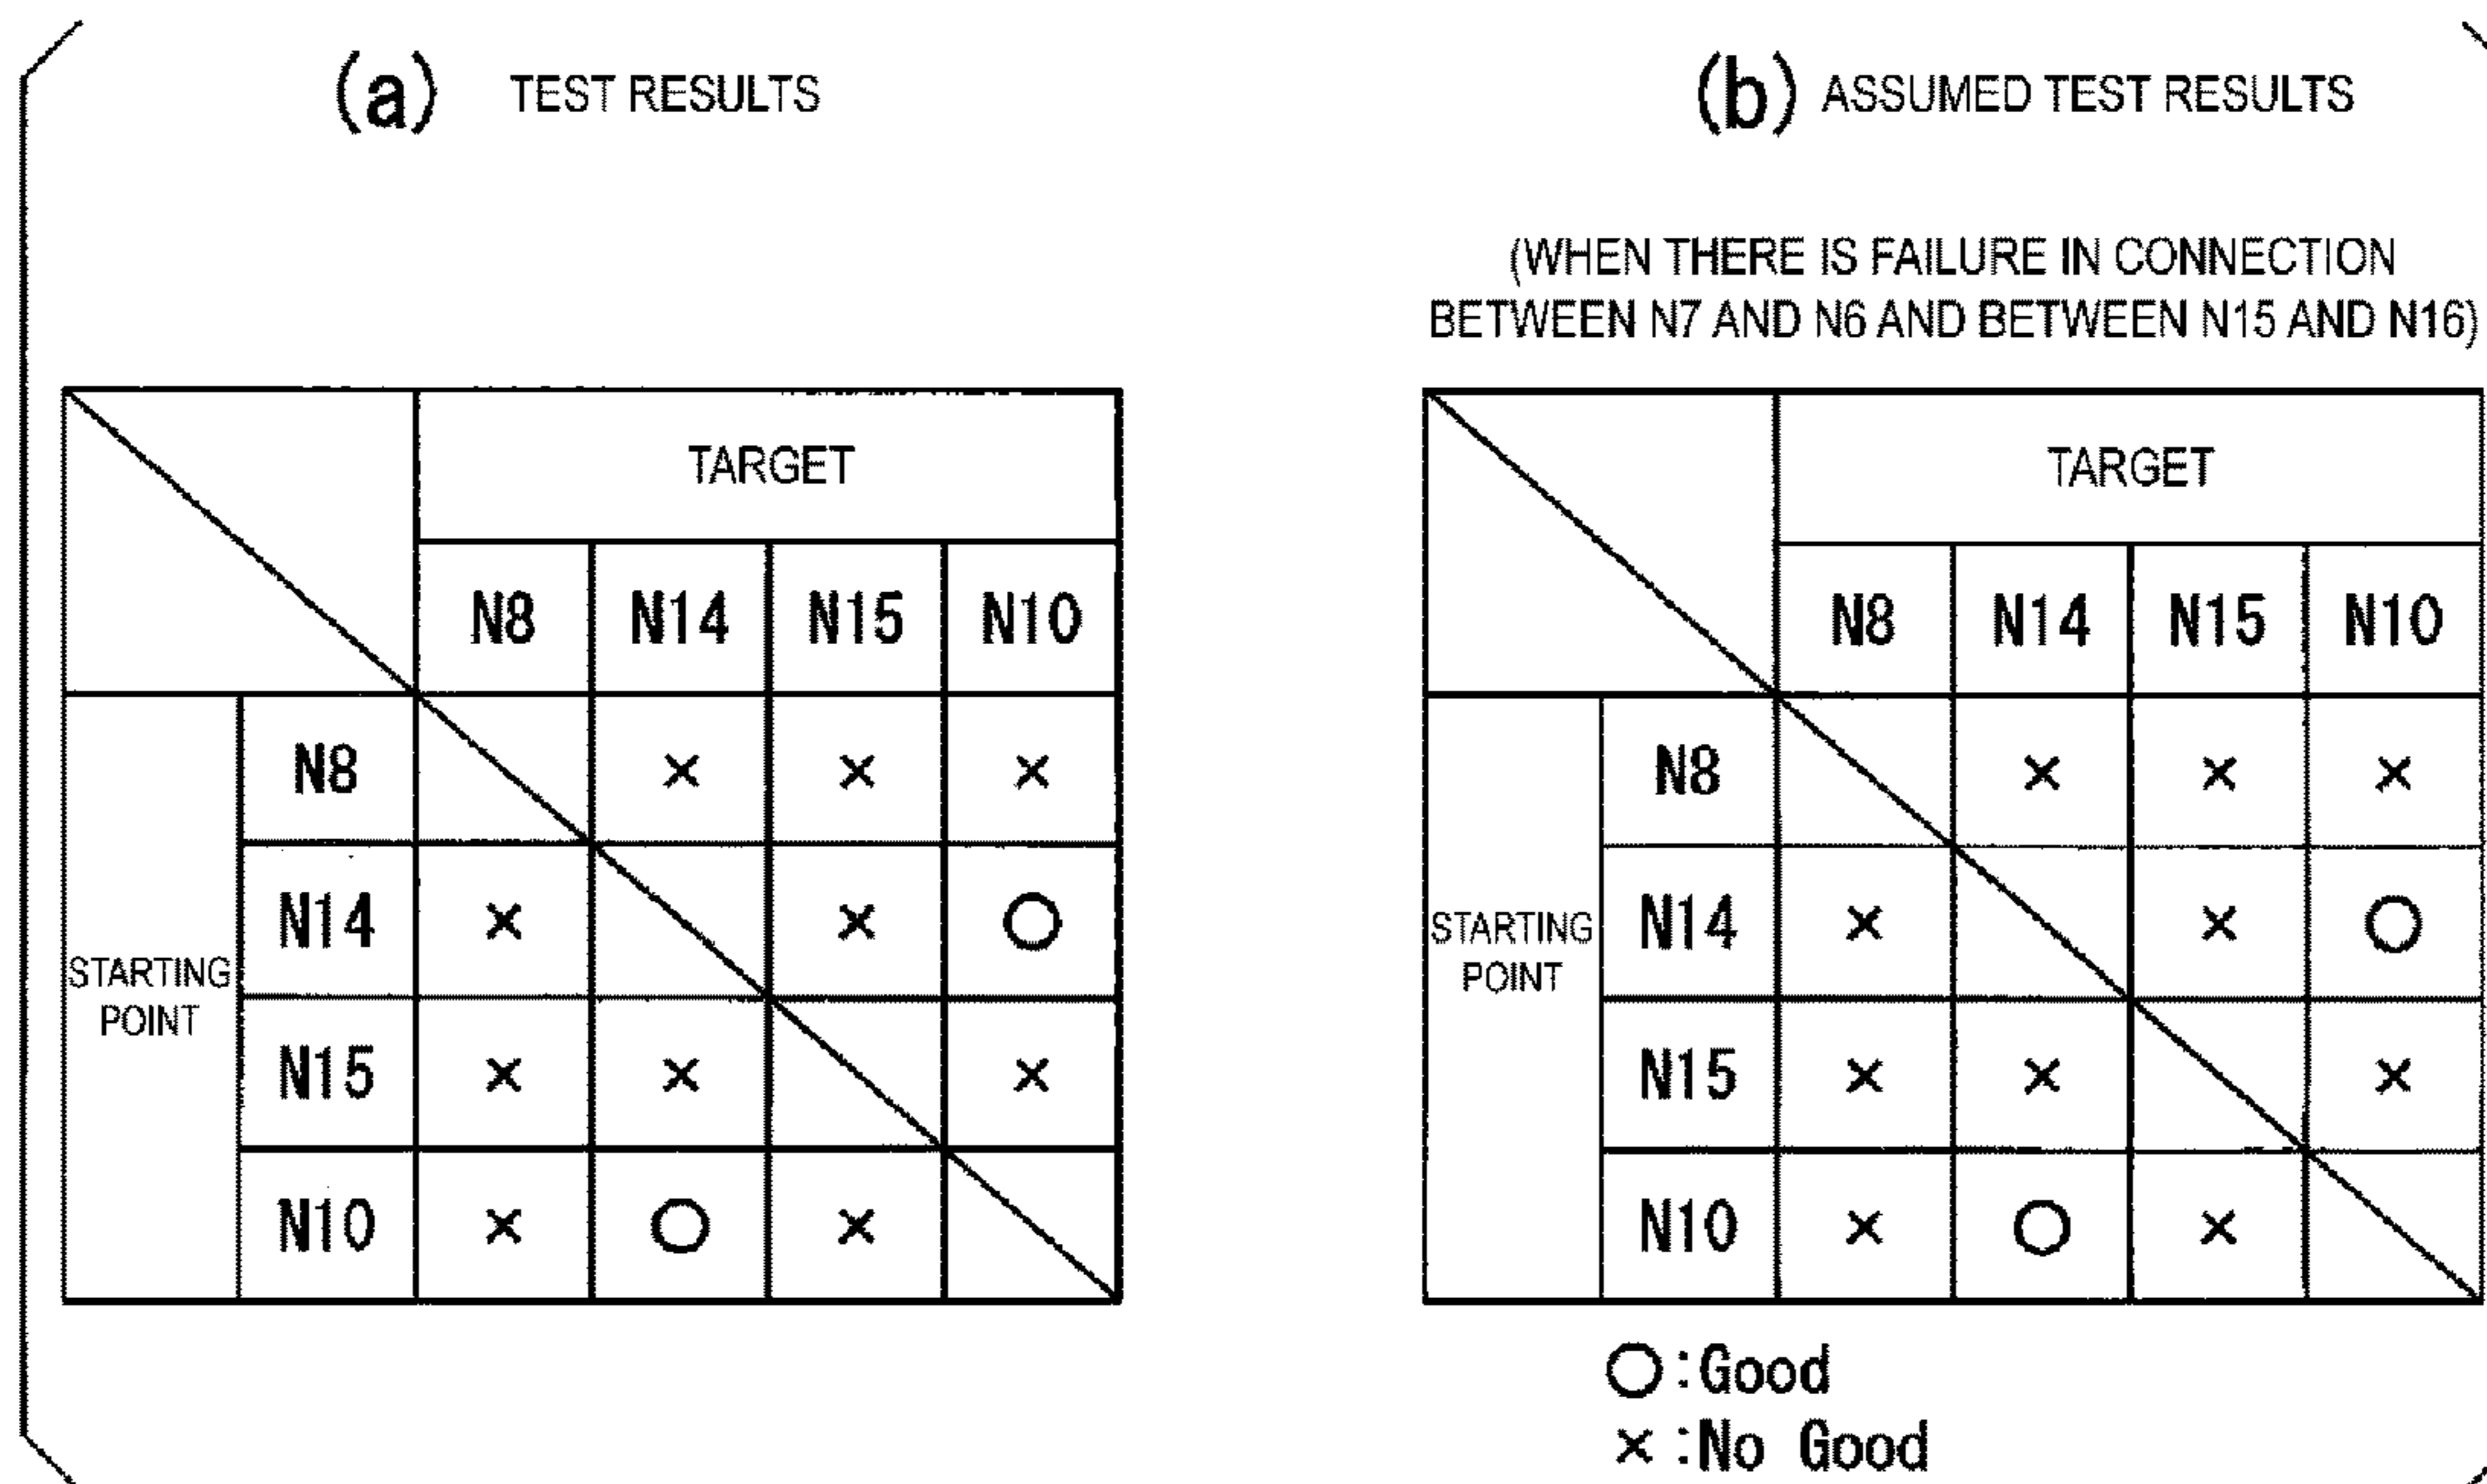 (a) TEST RESULTS
TARGET
N8 N14 N15 N10
STARTING
POINT
N8 × × ×
N14 × × ○
N15 × × ×
N10 × ○ ×
(b) ASSUMED TEST RESULTS
(WHEN THERE IS FAILURE IN CONNECTION
BETWEEN N7 AND N6 AND BETWEEN N15 AND N16)
TARGET
N8 N14 N15 N10
STARTING
POINT
N8 × × ×
N14 × × ○
N15 × × ×
N10 × ○ ×
○:Good
×:No Good